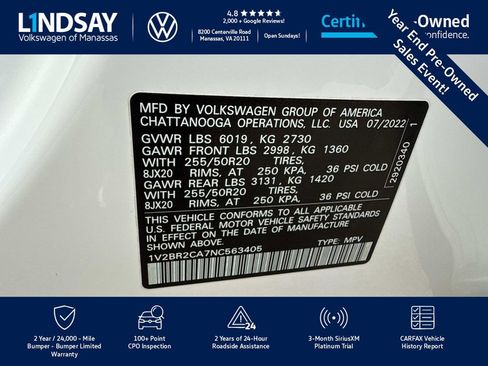 LINDSAY
Volkswagen of Manassas
4.8 ★★★★★
2,000 + Google Reviews!
8200 Centerville Road
Manassas, VA 20111
Open Sundays!
-Owned
confidence.
Year End Pre-Owned
Sales Event!
MFD BY VOLKSWAGEN GROUP OF AMERICA
CHATTANOOGA OPERATIONS, LLC. USA 07/2022
GVWR LBS 6019, KG 2730
GAWR FRONT LBS 2998, KG 1360
WITH 255/50R20 TIRES,
8JX20 RIMS, AT 250 KPA, 36 PSI COLD
GAWR REAR LBS 3131, KG 1420
WITH 255/50R20 TIRES,
8JX20 RIMS, AT 250 KPA, 36 PSI COLD
THIS VEHICLE CONFORMS TO ALL APPLICABLE
U.S. FEDERAL MOTOR VEHICLE SAFETY STANDARDS
IN EFFECT ON THE DATE OF MANUFACTURE SHOWN ABOVE.
1V2BR2CA7NC563405 TYPE: MPV
2920340
1
2 Year / 24,000 - Mile
Bumper - Bumper Limited
Warranty
100+ Point
CPO Inspection
24
2 Years of 24-Hour
Roadside Assistance
3-Month SiriusXM
Platinum Trial
CARFAX Vehicle
History Report